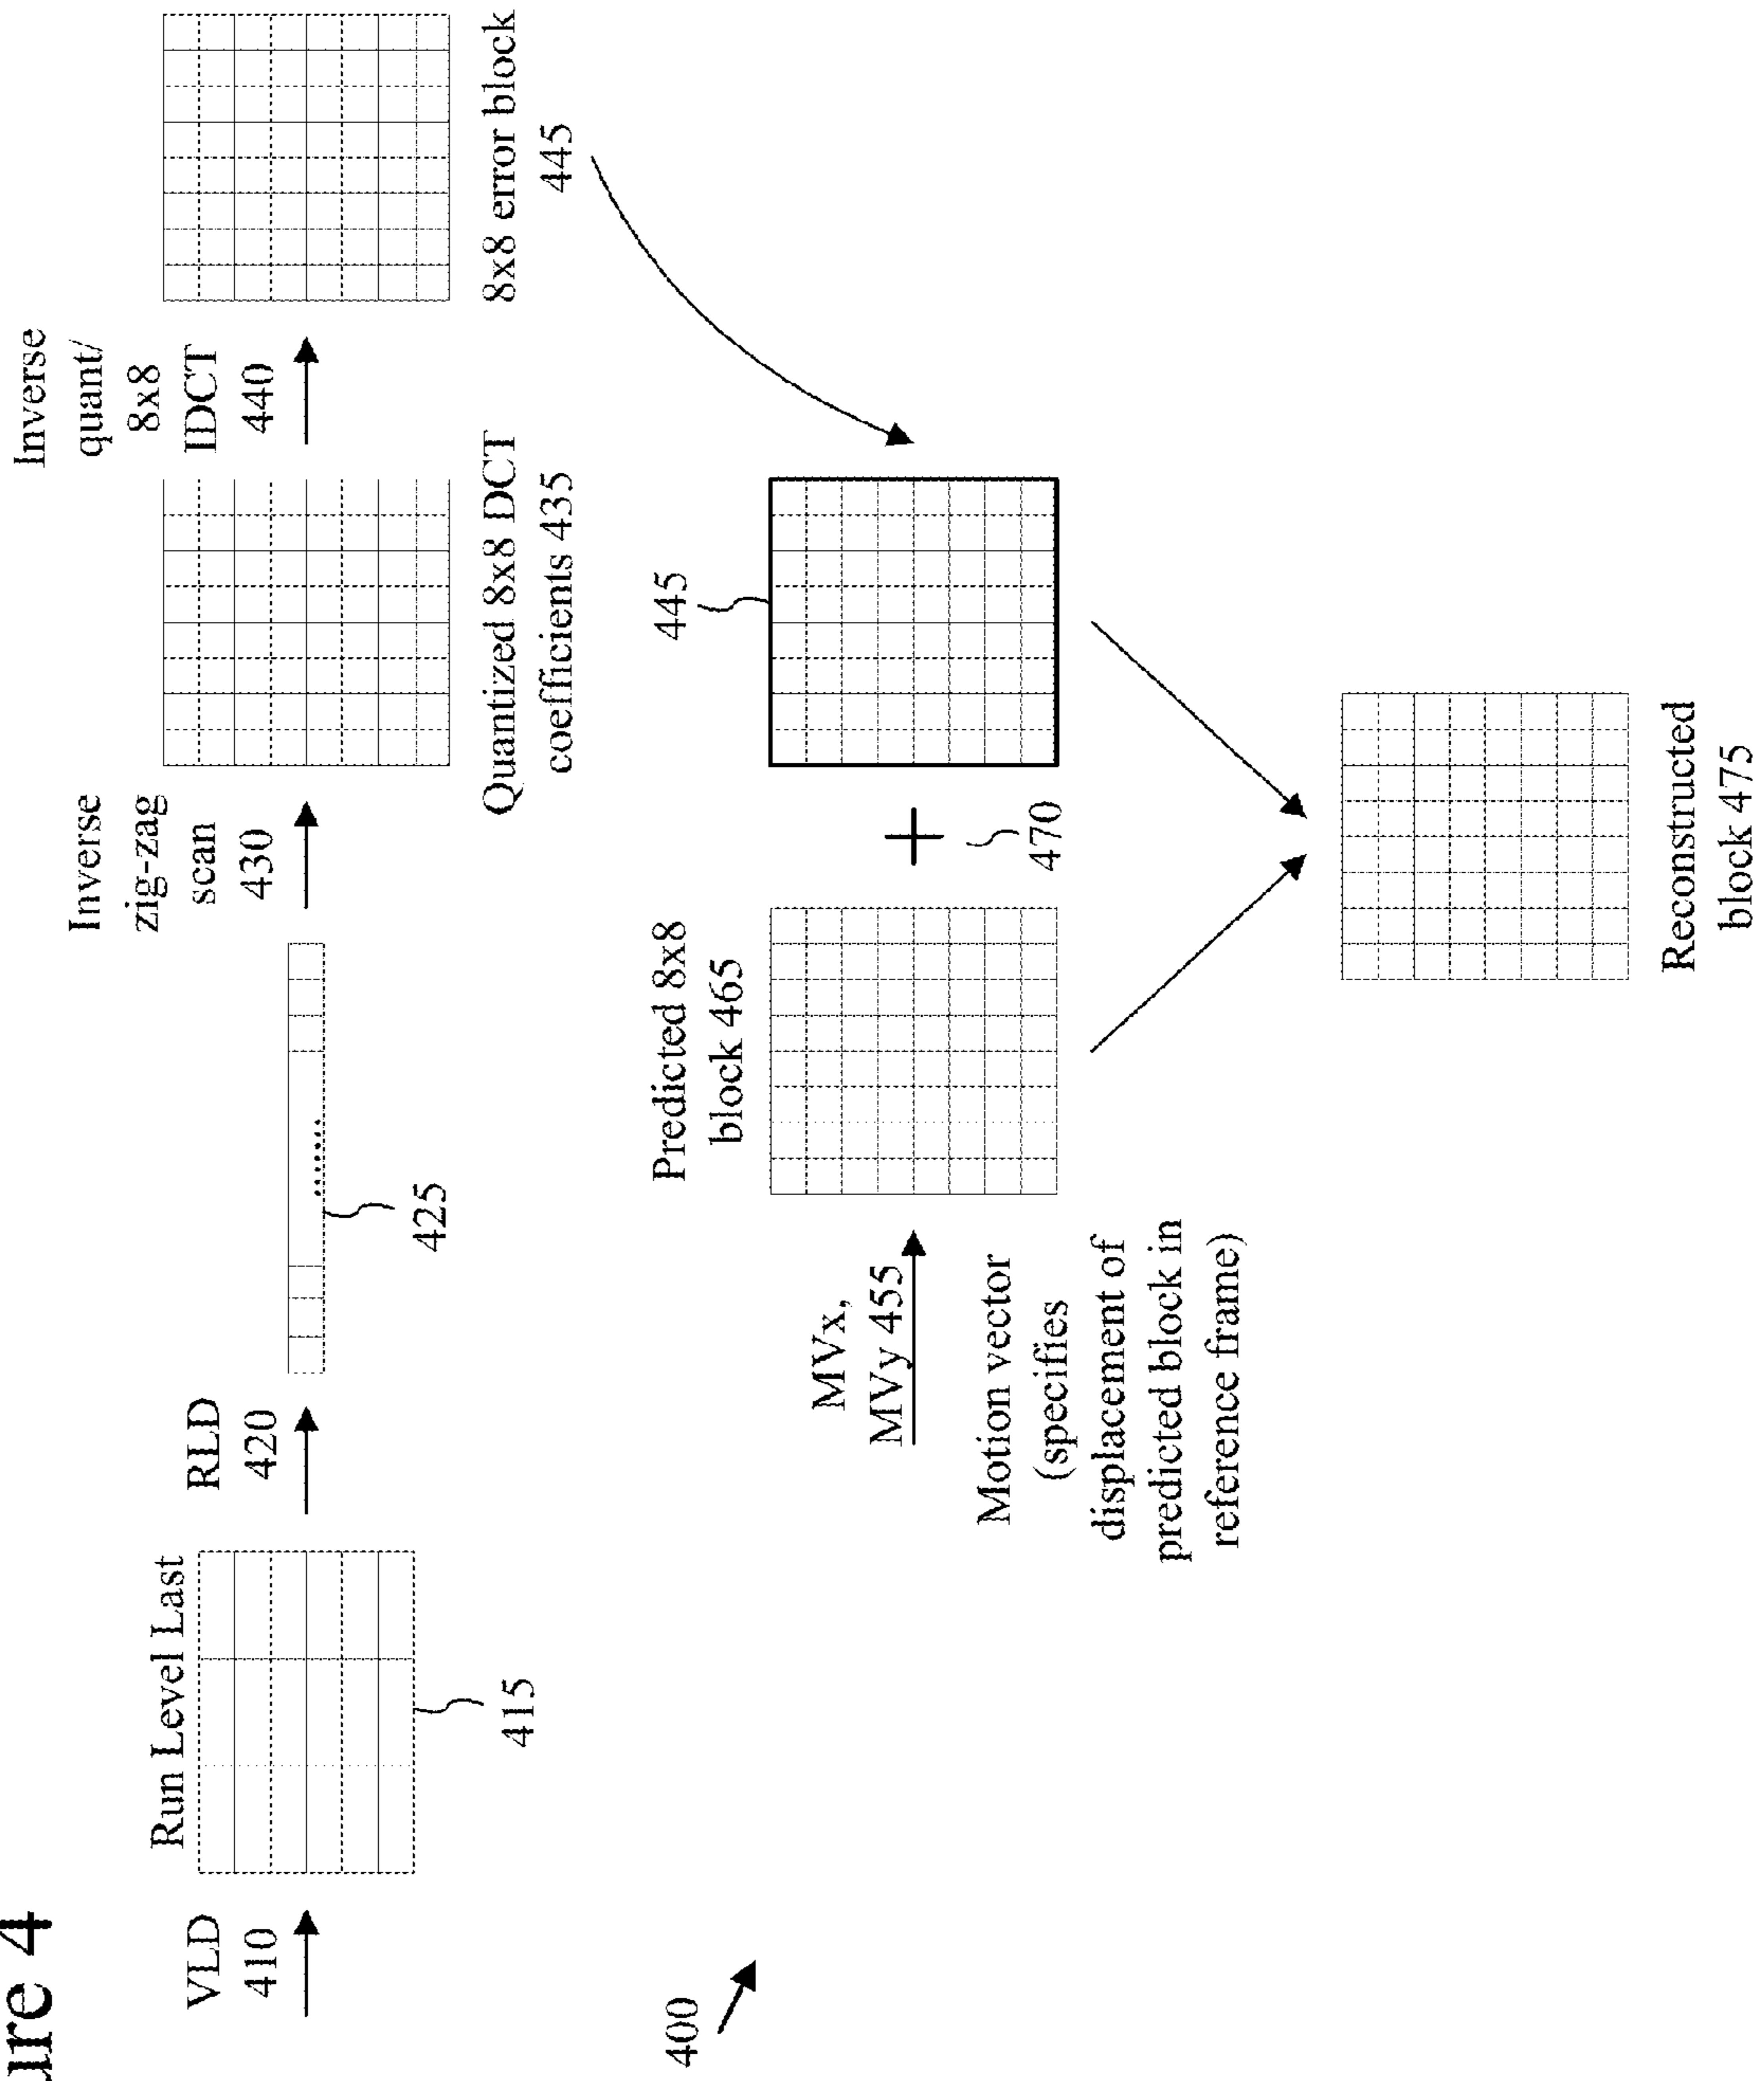 4
VLD
410
Run Level Last
415
RLD
420
425
Inverse
zig-zag
scan
430
Quantized 8x8 DCT
coefficients 435
Inverse
quant/
8x8
IDCT
440
8x8 error block
445
400
MVx,
MVy 455
Motion vector
(specifies
displacement of
predicted block in
reference frame)
Predicted 8x8
block 465
+
470
445
Reconstructed
block 475